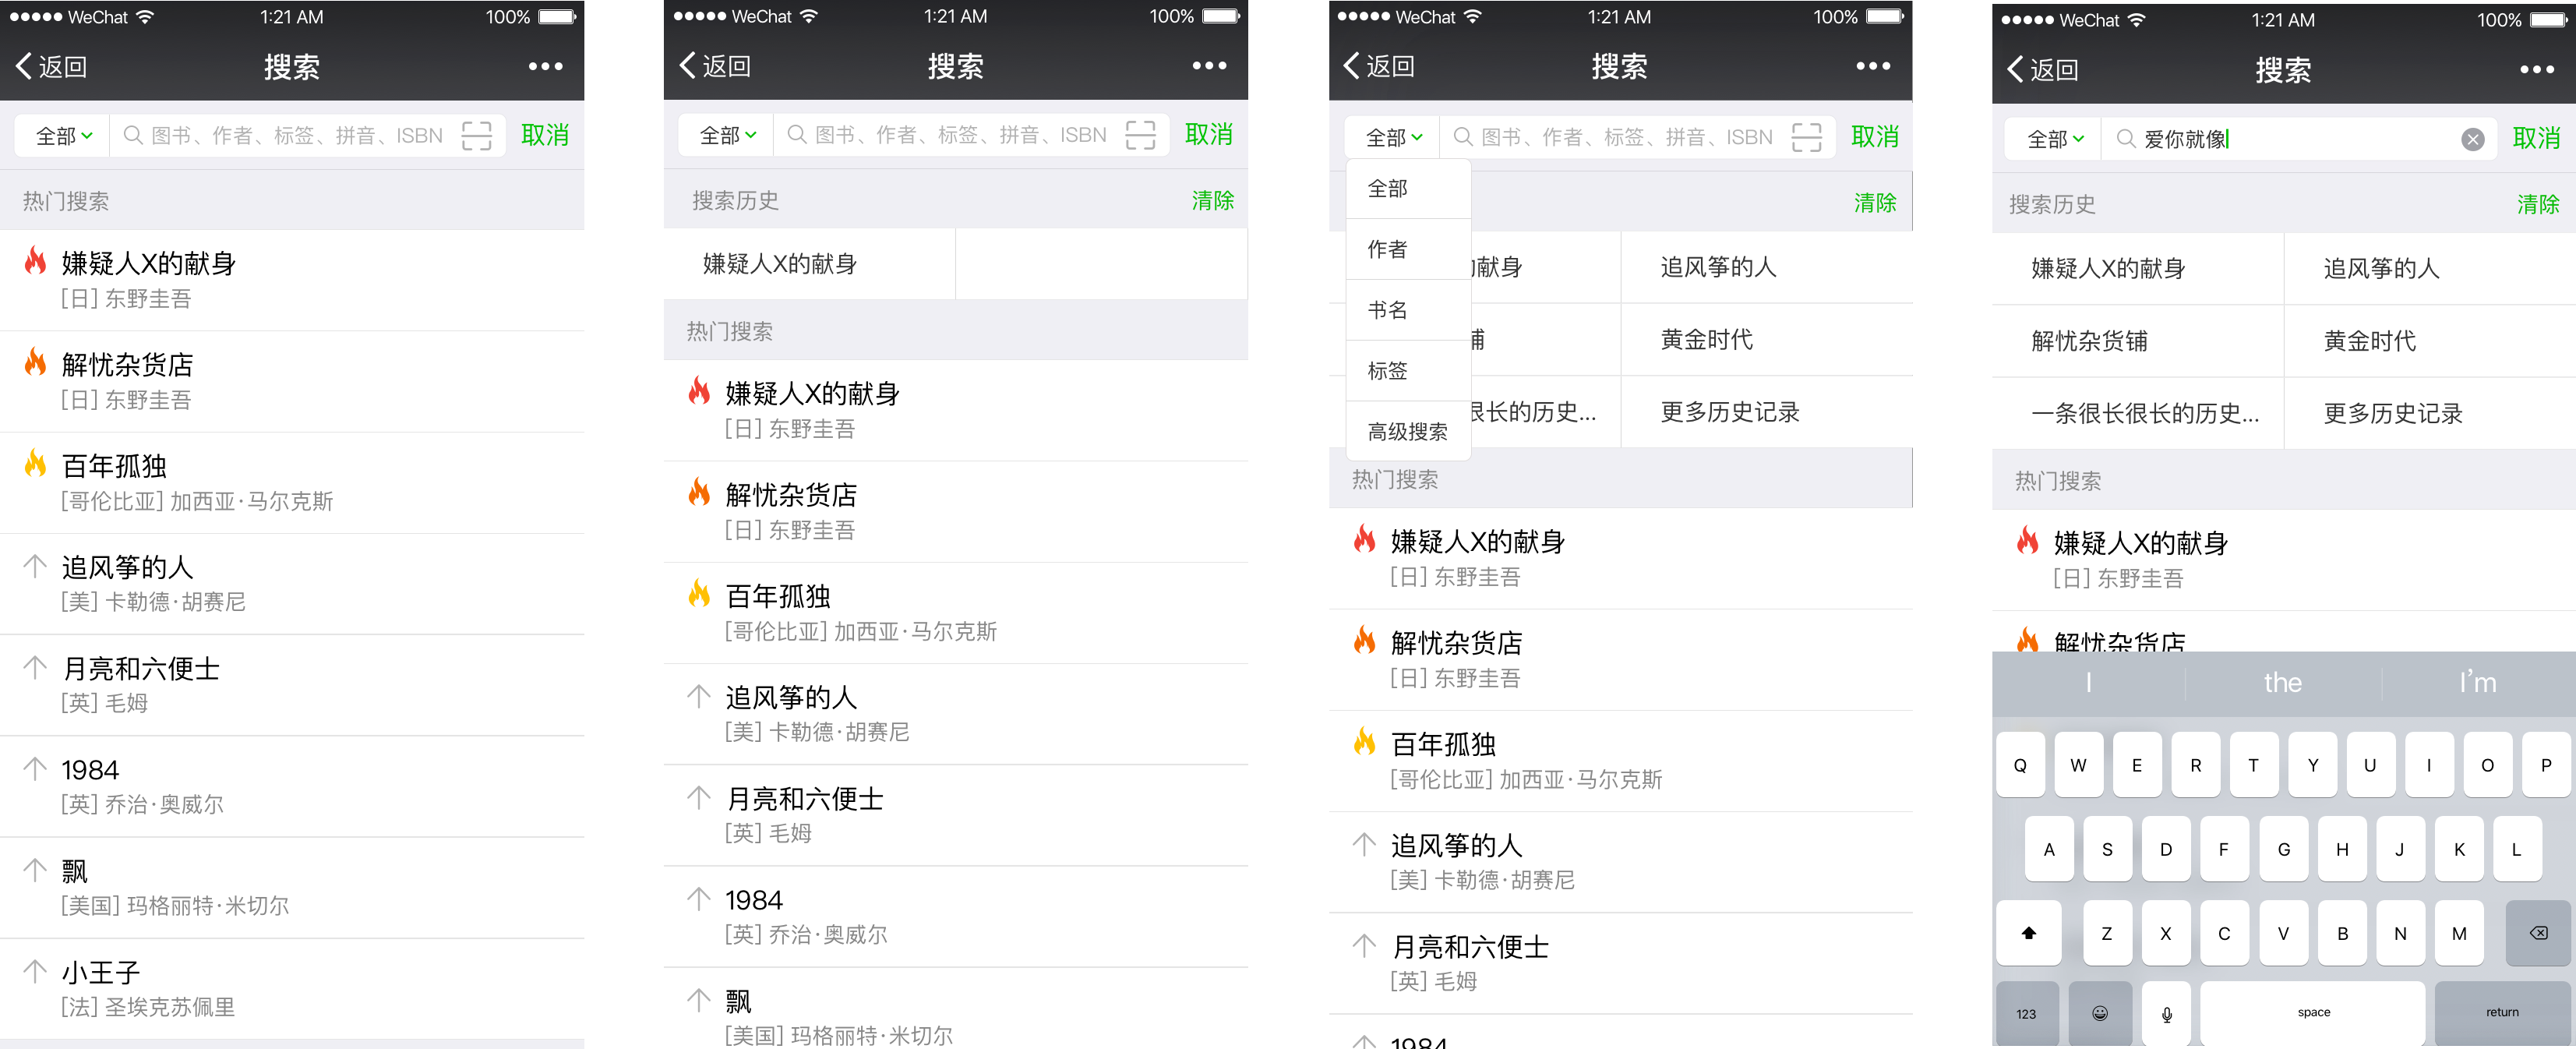 WeChat 1:21 AM 100%
返回 搜索
全部 图书、作者、标签、拼音、ISBN 取消
热门搜索
嫌疑人X的献身
[日] 东野圭吾
解忧杂货店
[日] 东野圭吾
百年孤独
[哥伦比亚] 加西亚·马尔克斯
追风筝的人
[美] 卡勒德·胡赛尼
月亮和六便士
[英] 毛姆
1984
[英] 乔治·奥威尔
飘
[美国] 玛格丽特·米切尔
小王子
[法] 圣埃克苏佩里
WeChat 1:21 AM 100%
返回 搜索
全部 图书、作者、标签、拼音、ISBN 取消
搜索历史 清除
嫌疑人X的献身
热门搜索
嫌疑人X的献身
[日] 东野圭吾
解忧杂货店
[日] 东野圭吾
百年孤独
[哥伦比亚] 加西亚·马尔克斯
追风筝的人
[美] 卡勒德·胡赛尼
月亮和六便士
[英] 毛姆
1984
[英] 乔治·奥威尔
飘
[美国] 玛格丽特·米切尔
WeChat 1:21 AM 100%
返回 搜索
全部 图书、作者、标签、拼音、ISBN 取消
清除
全部
作者
书名
标签
高级搜索
献身 追风筝的人
铺 黄金时代
很长的历史... 更多历史记录
热门搜索
嫌疑人X的献身
[日] 东野圭吾
解忧杂货店
[日] 东野圭吾
百年孤独
[哥伦比亚] 加西亚·马尔克斯
追风筝的人
[美] 卡勒德·胡赛尼
月亮和六便士
[英] 毛姆
1984
WeChat 1:21 AM 100%
返回 搜索
全部 爱你就像 取消
搜索历史 清除
嫌疑人X的献身 追风筝的人
解忧杂货铺 黄金时代
一条很长很长的历史... 更多历史记录
热门搜索
嫌疑人X的献身
[日] 东野圭吾
解忧杂货店
I the I'm
Q W E R T Y U I O P
A S D F G H J K L
Z X C V B N M
123 space return